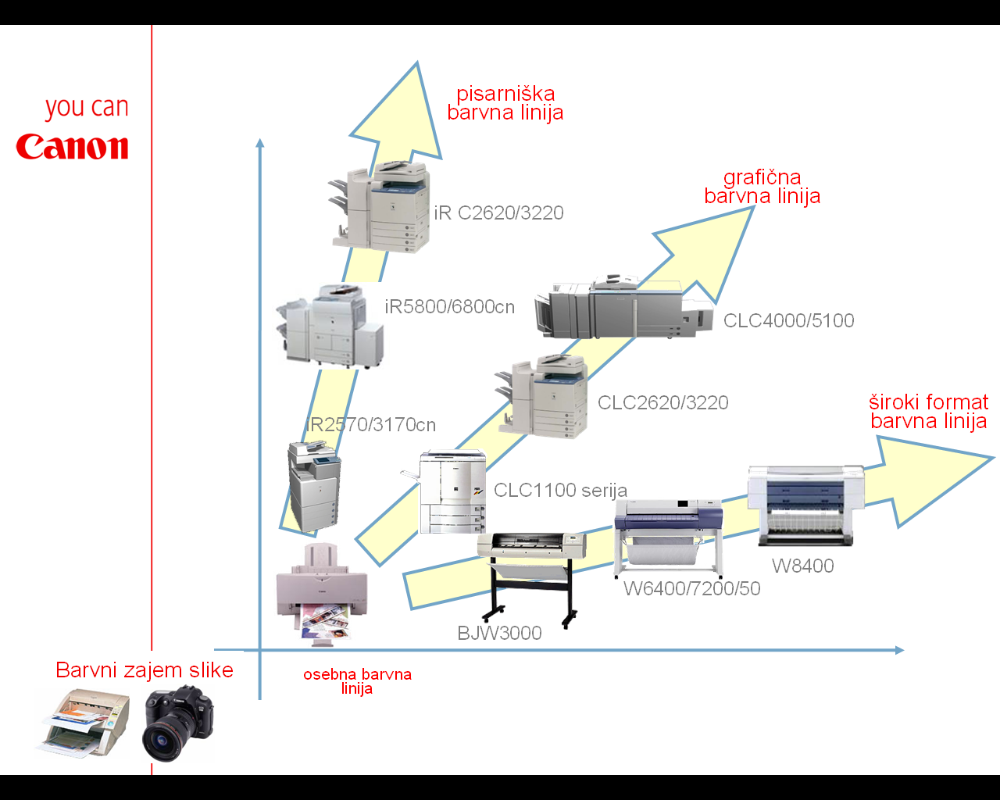 you can
Canon
pisarniška
barvna linija
iR C2620/3220
iR5800/6800cn
iR2570/3170cn
grafična
barvna linija
CLC4000/5100
CLC2620/3220
CLC1100 serija
široki format
barvna linija
W8400
W6400/7200/50
BJW3000
osebna barvna
linija
Barvni zajem slike